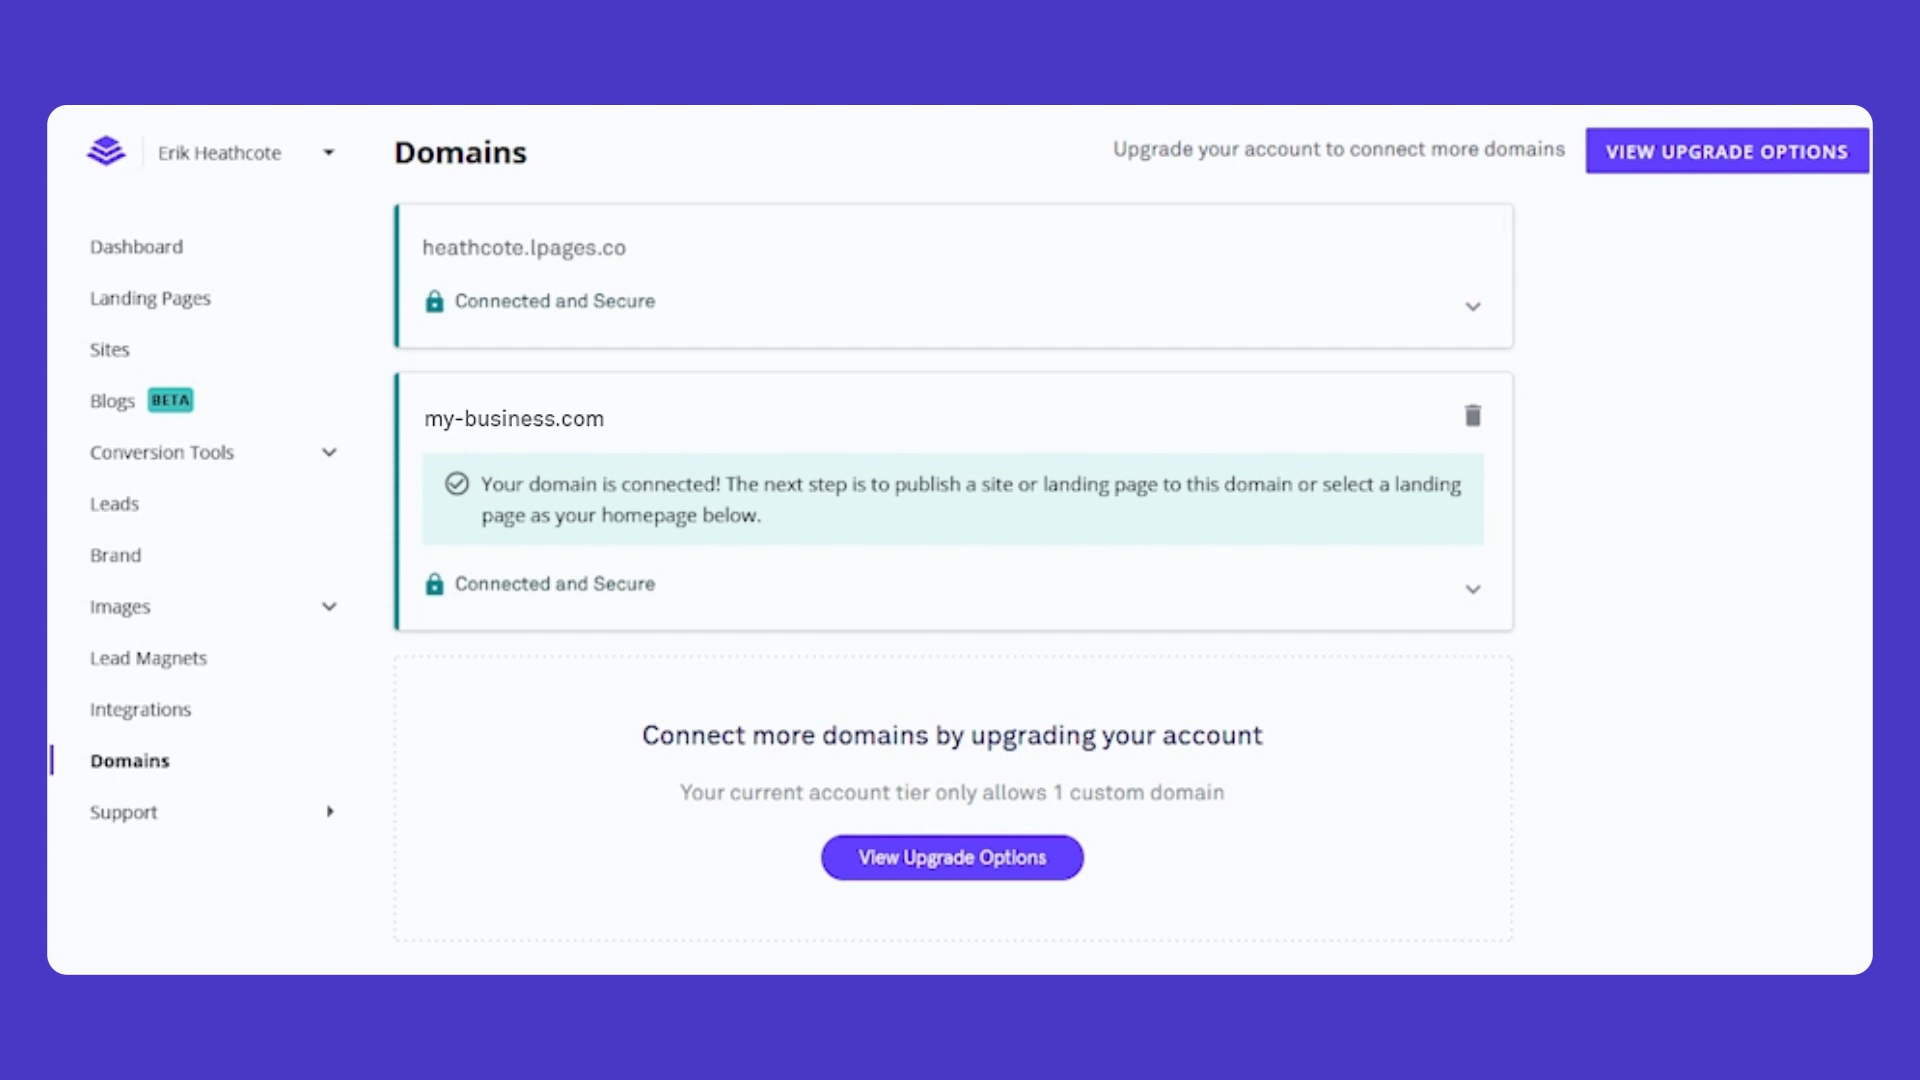 Erik Heathcote
Domains
Upgrade your account to connect more domains
VIEW UPGRADE OPTIONS
Dashboard
Landing Pages
Sites
Blogs BETA
Conversion Tools
Leads
Brand
Images
Lead Magnets
Integrations
Domains
Support
heathcote.lpages.co
Connected and Secure
my-business.com
Your domain is connected! The next step is to publish a site or landing page to this domain or select a landing
page as your homepage below.
Connected and Secure
Connect more domains by upgrading your account
Your current account tier only allows 1 custom domain
View Upgrade Options